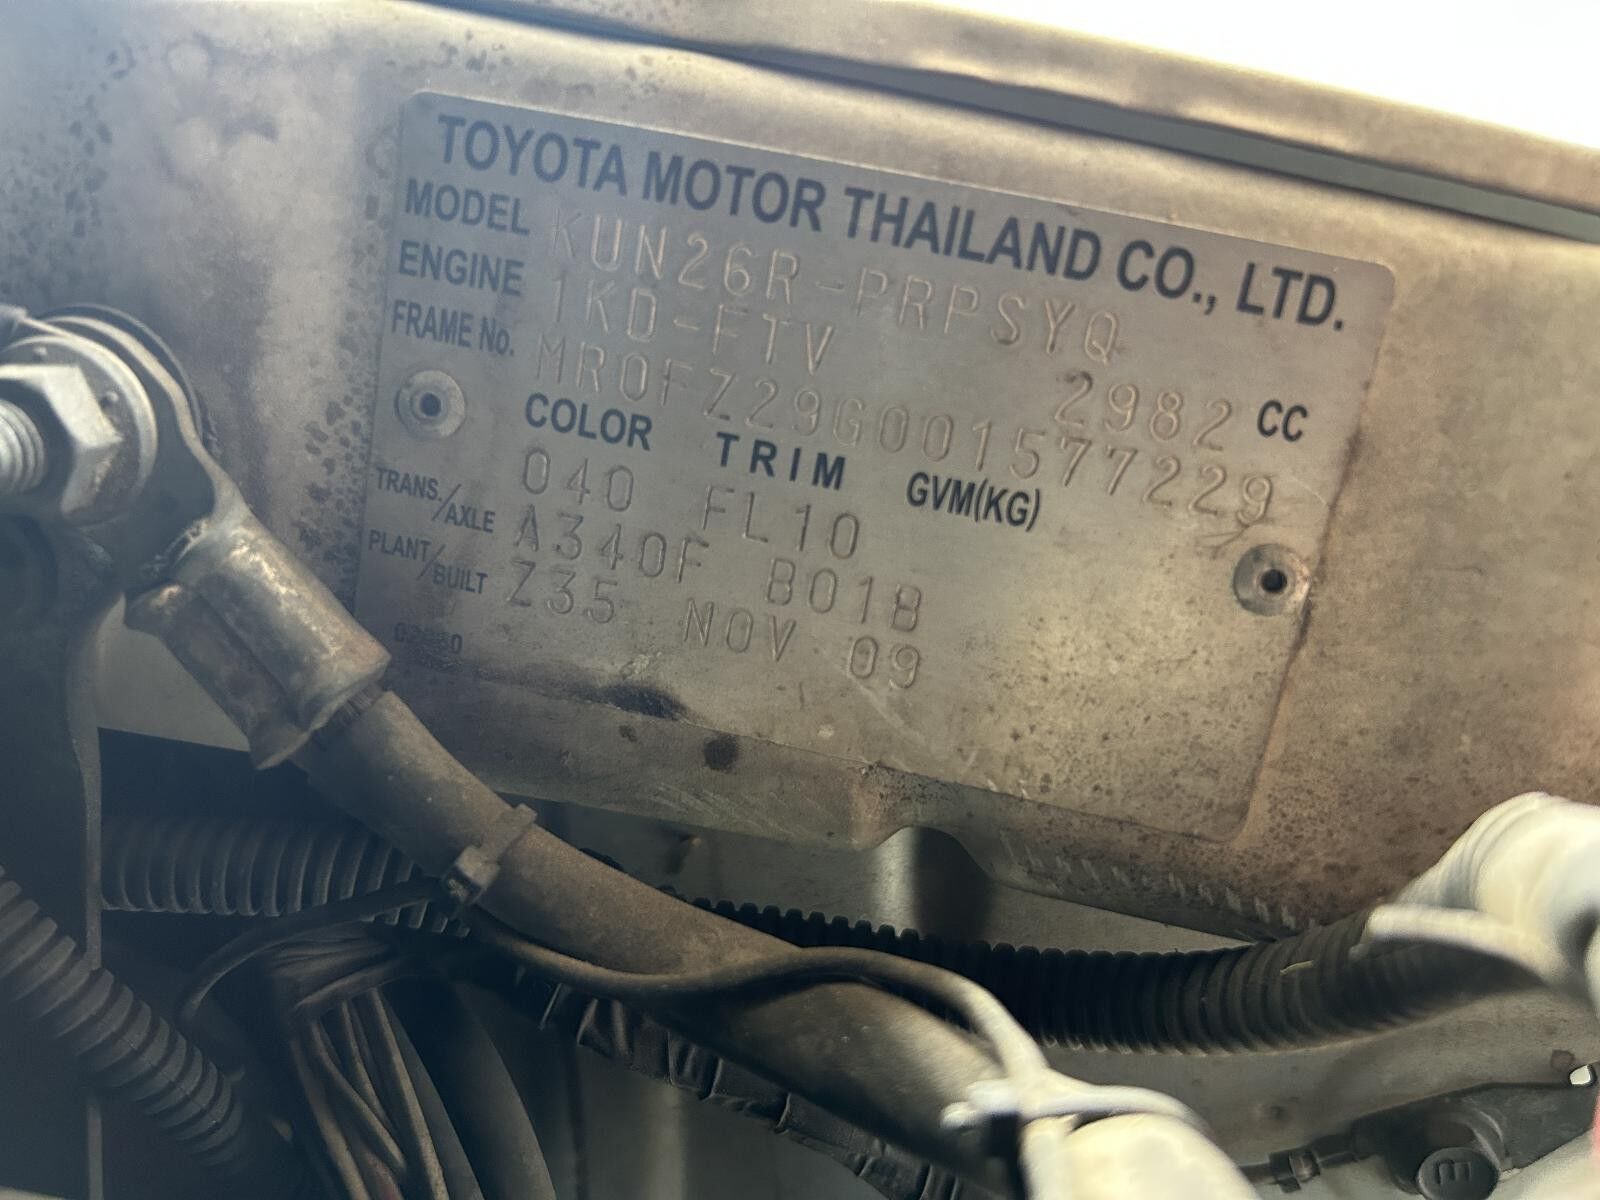 TOYOTA MOTOR THAILAND CO., LTD.
MODEL KUN26R-PRPSYQ
ENGINE 1KD-FTV 2982 CC
FRAME No. MR0FZ29G001577229
COLOR TRIM GVM(KG)
040 FL10
TRANS./AXLE A340F B01B
PLANT/BUILT Z35 NOV 09